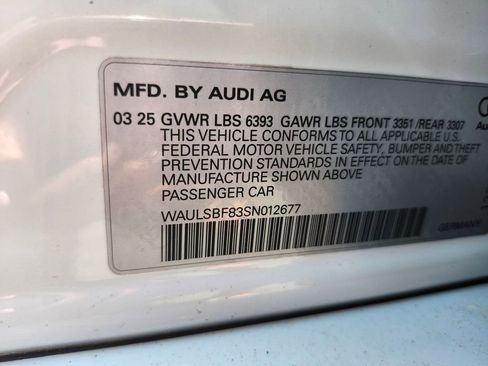 MFD. BY AUDI AG
03 25 GVWR LBS 6393 GAWR LBS FRONT 3351 /REAR 3307
THIS VEHICLE CONFORMS TO ALL APPLICABLE U.S.
FEDERAL MOTOR VEHICLE SAFETY, BUMPER AND THEFT
PREVENTION STANDARDS IN EFFECT ON THE DATE OF
MANUFACTURE SHOWN ABOVE
PASSENGER CAR
WAULSBF83SN012677
GERMANY